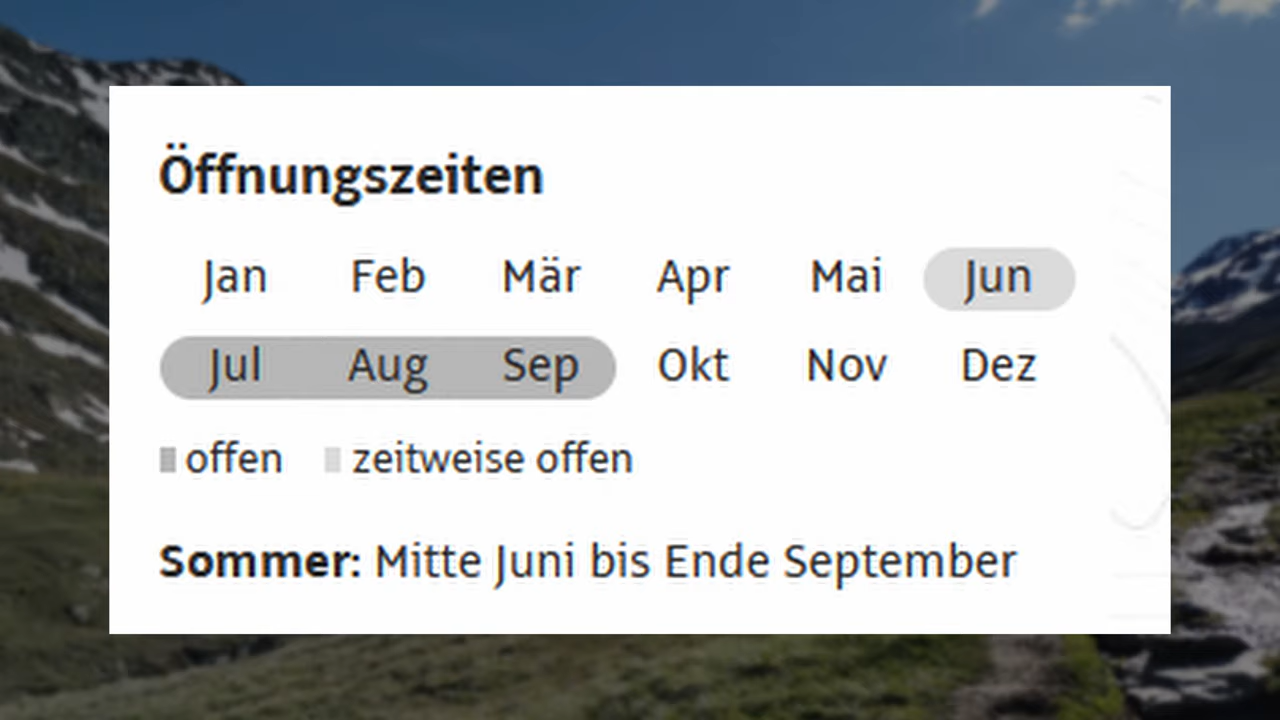 Öffnungszeiten
Jan Feb Mär Apr Mai Jun
Jul Aug Sep Okt Nov Dez
offen zeitweise offen
Sommer: Mitte Juni bis Ende September